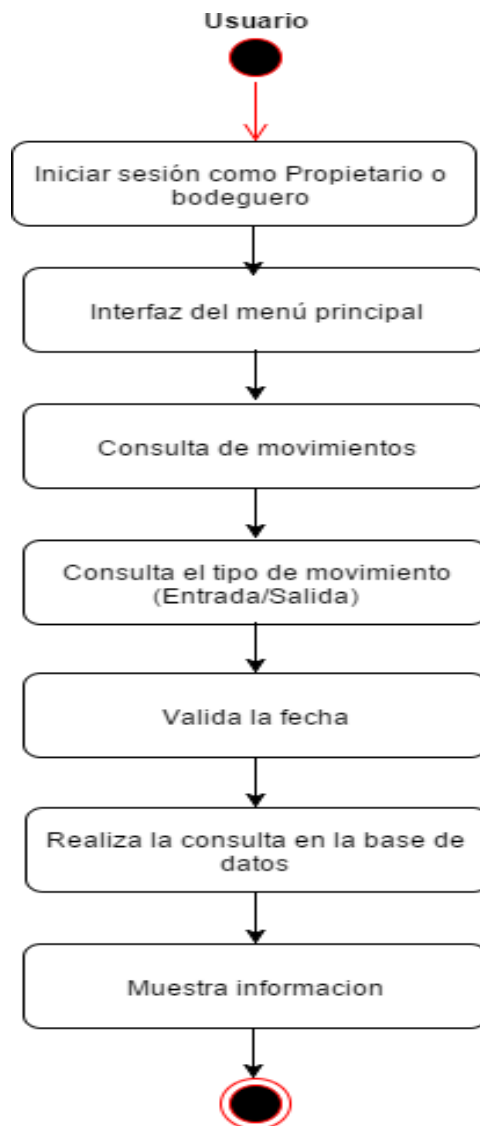 Usuario
Iniciar sesión como Propietario o
bodeguero
Interfaz del menú principal
Consulta de movimientos
Consulta el tipo de movimiento
(Entrada/Salida)
Valida la fecha
Realiza la consulta en la base de
datos
Muestra informacion